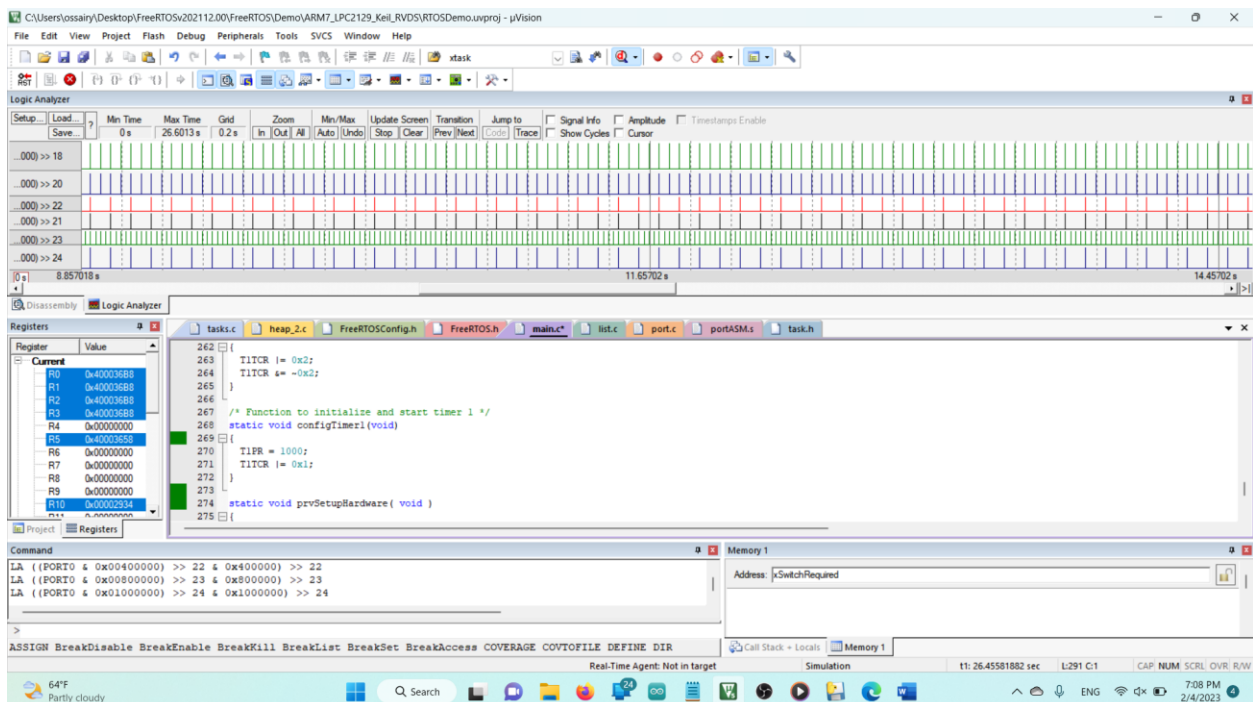 C:\Users\ossairy\Desktop\FreeRTOSv202112.00\FreeRTOS\Demo\ARM7_LPC2129_Keil_RVDS\RTOSDemo.uvproj - µVision
File Edit View Project Flash Debug Peripherals Tools SVCS Window Help
xtask
RST
Logic Analyzer
Setup... Load... ? Min Time Max Time Grid Zoom Min/Max Update Screen Transition Jump to Signal Info Amplitude Timestamps Enable
Save... 0 s 26.6013 s 0.2 s In Out All Auto Undo Stop Clear Prev Next Code Trace Show Cycles Cursor
...000) >> 18
...000) >> 20
...000) >> 22
...000) >> 21
...000) >> 23
...000) >> 24
0 s 8.857018 s 11.65702 s 14.45702 s
Disassembly Logic Analyzer
Registers
tasks.c heap_2.c FreeRTOSConfig.h FreeRTOS.h main.c* list.c port.c portASM.s task.h
Register Value
Current
R0 0x400036B8
R1 0x400036B8
R2 0x400036B8
R3 0x400036B8
R4 0x00000000
R5 0x40003658
R6 0x00000000
R7 0x00000000
R8 0x00000000
R9 0x00000000
R10 0x00002934
R11 0x00000000
Project Registers
262 {
263 T1TCR |= 0x2;
264 T1TCR &= ~0x2;
265 }
266
267 /* Function to initialize and start timer 1 */
268 static void configTimer1(void)
269 {
270 T1PR = 1000;
271 T1TCR |= 0x1;
272 }
273
274 static void prvSetupHardware( void )
275 {
Command
LA ((PORT0 & 0x00400000) >> 22 & 0x400000) >> 22
LA ((PORT0 & 0x00800000) >> 23 & 0x800000) >> 23
LA ((PORT0 & 0x01000000) >> 24 & 0x1000000) >> 24
>
ASSIGN BreakDisable BreakEnable BreakKill BreakList BreakSet BreakAccess COVERAGE COVTOFILE DEFINE DIR
Memory 1
Address: xSwitchRequired
Call Stack + Locals Memory 1
Real-Time Agent: Not in target Simulation t1: 26.45581882 sec L:291 C:1 CAP NUM SCRL OVR R/W
64°F
Partly cloudy
Search
24
ENG
7:08 PM
2/4/2023
4